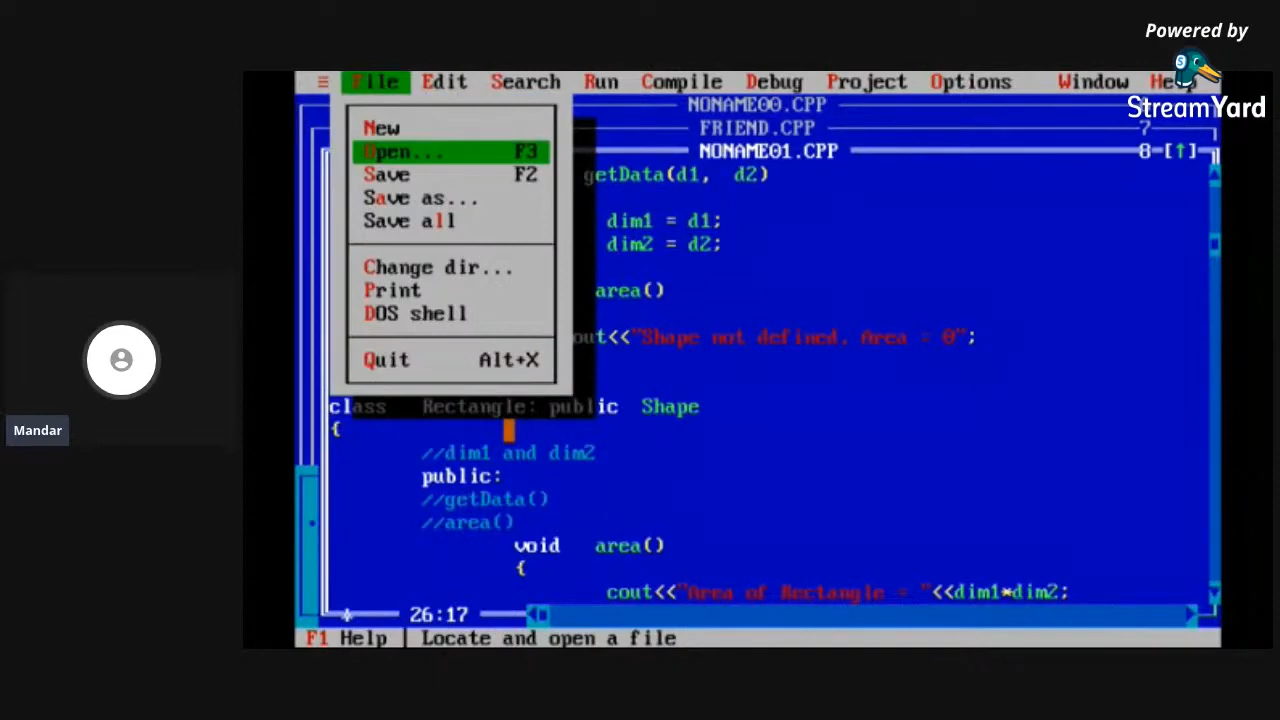 Powered by
StreamYard
≡ File Edit Search Run Compile Debug Project Options Window Help
NONAME00.CPP
FRIEND.CPP 7
NONAME01.CPP 8=[↑]
New
Open... F3
Save F2
Save as...
Save all
Change dir...
Print
DOS shell
Quit Alt+X
getData(d1, d2)
dim1 = d1;
dim2 = d2;
area()
out<<"Shape not defined, Area = 0";
class Rectangle: public Shape
{
//dim1 and dim2
public:
//getData()
//area()
void area()
{
cout<<"Area of Rectangle = "<<dim1*dim2;
26:17
F1 Help | Locate and open a file
Mandar